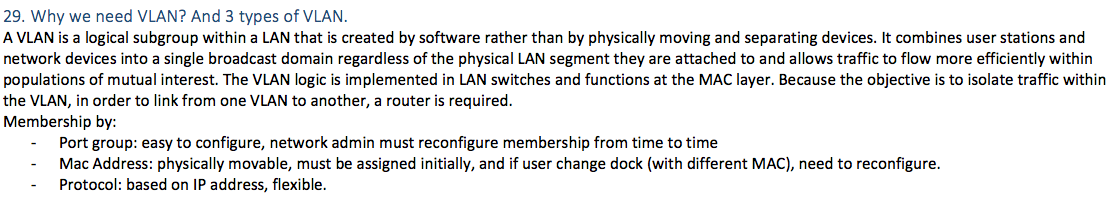 29. Why we need VLAN? And 3 types of VLAN.
A VLAN is a logical subgroup within a LAN that is created by software rather than by physically moving and separating devices. It combines user stations and
network devices into a single broadcast domain regardless of the physical LAN segment they are attached to and allows traffic to flow more efficiently within
populations of mutual interest. The VLAN logic is implemented in LAN switches and functions at the MAC layer. Because the objective is to isolate traffic within
the VLAN, in order to link from one VLAN to another, a router is required.
Membership by:
- Port group: easy to configure, network admin must reconfigure membership from time to time
- Mac Address: physically movable, must be assigned initially, and if user change dock (with different MAC), need to reconfigure.
- Protocol: based on IP address, flexible.